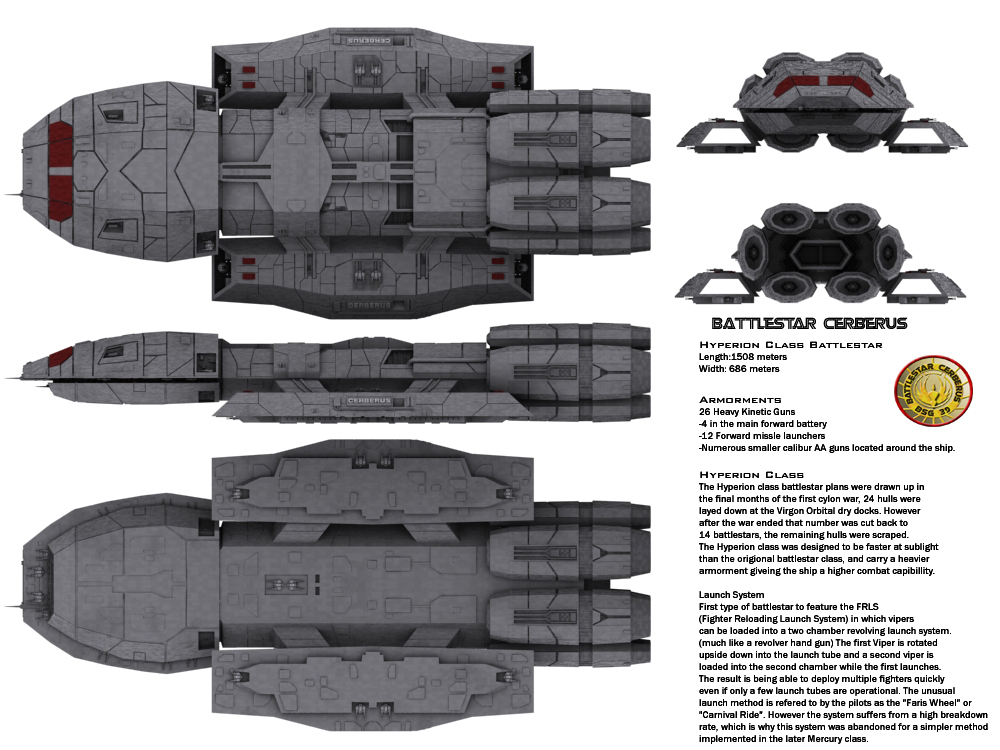 CERBERUS
CERBERUS
CERBERUS
BATTLESTAR CERBERUS
Hyperion Class Battlestar
Length:1508 meters
Width: 686 meters
BATTLESTAR CERBERUS
BSG 39
Armorments
26 Heavy Kinetic Guns
-4 in the main forward battery
-12 Forward missle launchers
-Numerous smaller calibur AA guns located around the ship.
Hyperion Class
The Hyperion class battlestar plans were drawn up in
the final months of the first cylon war, 24 hulls were
layed down at the Virgon Orbital dry docks. However
after the war ended that number was cut back to
14 battlestars, the remaining hulls were scraped.
The Hyperion class was designed to be faster at sublight
than the origional battlestar class, and carry a heavier
armorment giveing the ship a higher combat capibillity.
Launch System
First type of battlestar to feature the FRLS
(Fighter Reloading Launch System) in which vipers
can be loaded into a two chamber revolving launch system.
(much like a revolver hand gun) The first Viper is rotated
upside down into the launch tube and a second viper is
loaded into the second chamber while the first launches.
The result is being able to deploy multiple fighters quickly
even if only a few launch tubes are operational. The unusual
launch method is refered to by the pilots as the "Faris Wheel" or
"Carnival Ride". However the system suffers from a high breakdown
rate, which is why this system was abandoned for a simpler method
implemented in the later Mercury class.